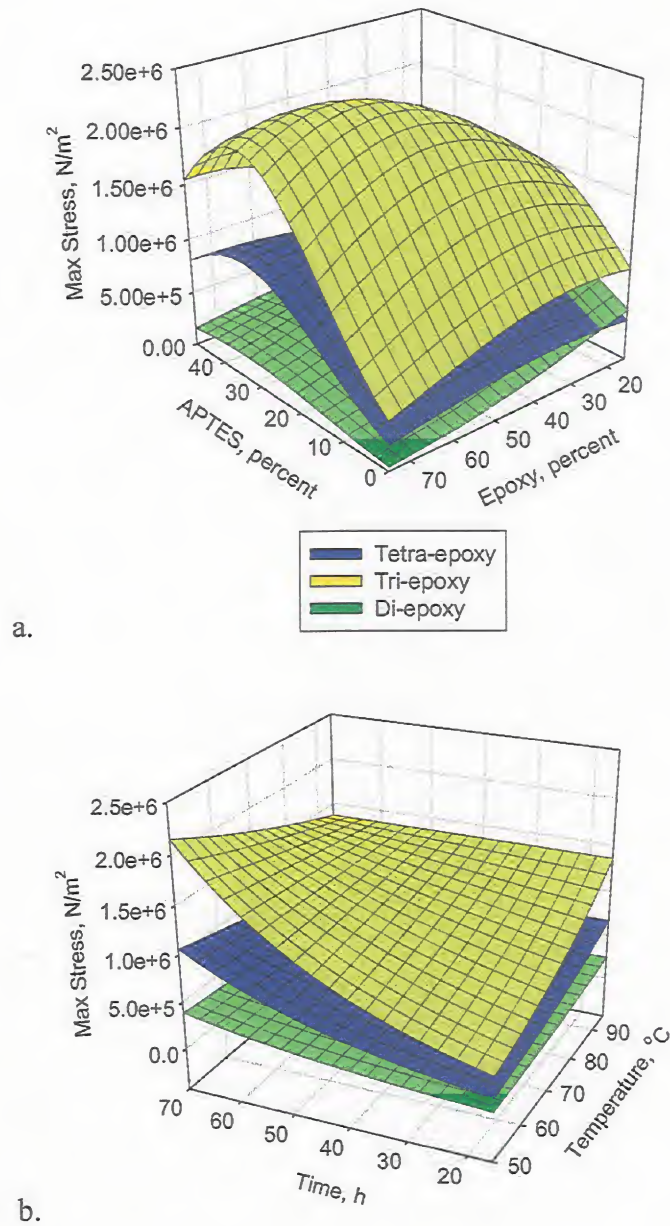 2.50e+6
2.00e+6
1.50e+6
1.00e+6
5.00e+5
0.00
Max Stress, N/m²
40
30
20
10
0
APTES, percent
70
60
50
40
30
20
Epoxy, percent
Tetra-epoxy
Tri-epoxy
Di-epoxy
a.
2.5e+6
2.0e+6
1.5e+6
1.0e+6
5.0e+5
0.0
Max Stress, N/m²
70
60
50
40
30
20
Time, h
50
60
70
80
90
Temperature, °C
b.